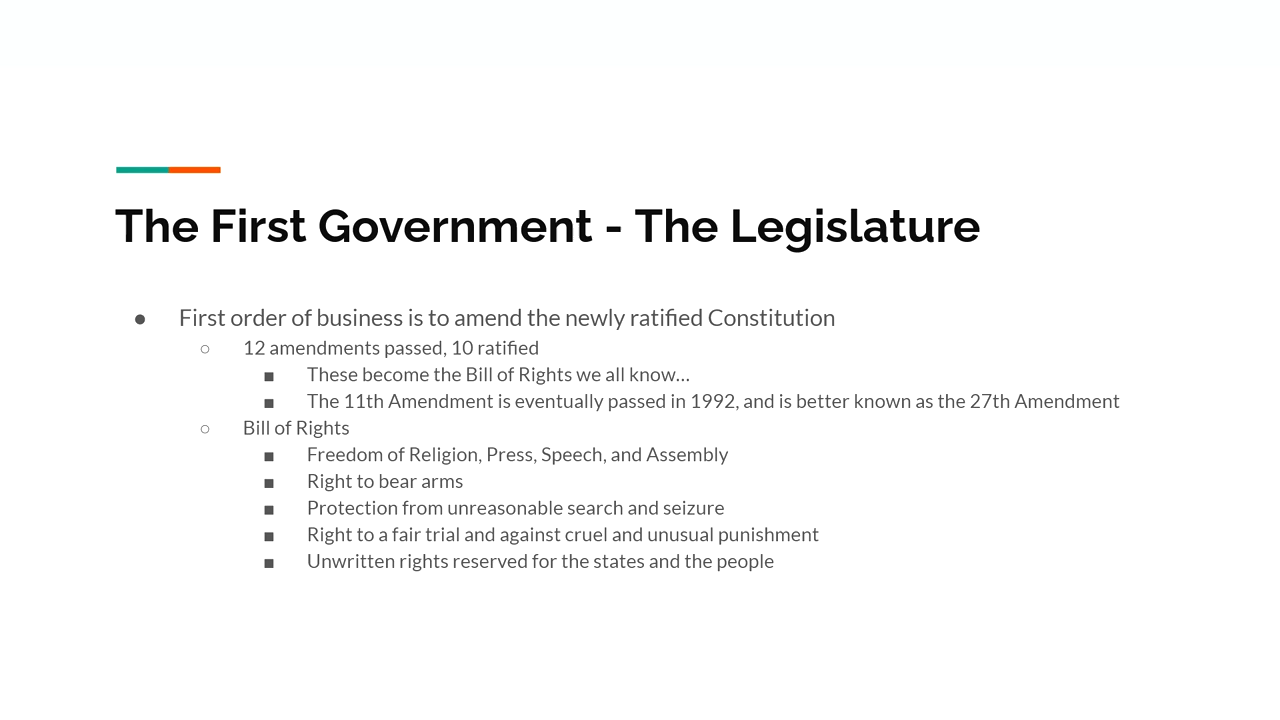 The First Government - The Legislature
● First order of business is to amend the newly ratified Constitution
○ 12 amendments passed, 10 ratified
■ These become the Bill of Rights we all know…
■ The 11th Amendment is eventually passed in 1992, and is better known as the 27th Amendment
○ Bill of Rights
■ Freedom of Religion, Press, Speech, and Assembly
■ Right to bear arms
■ Protection from unreasonable search and seizure
■ Right to a fair trial and against cruel and unusual punishment
■ Unwritten rights reserved for the states and the people